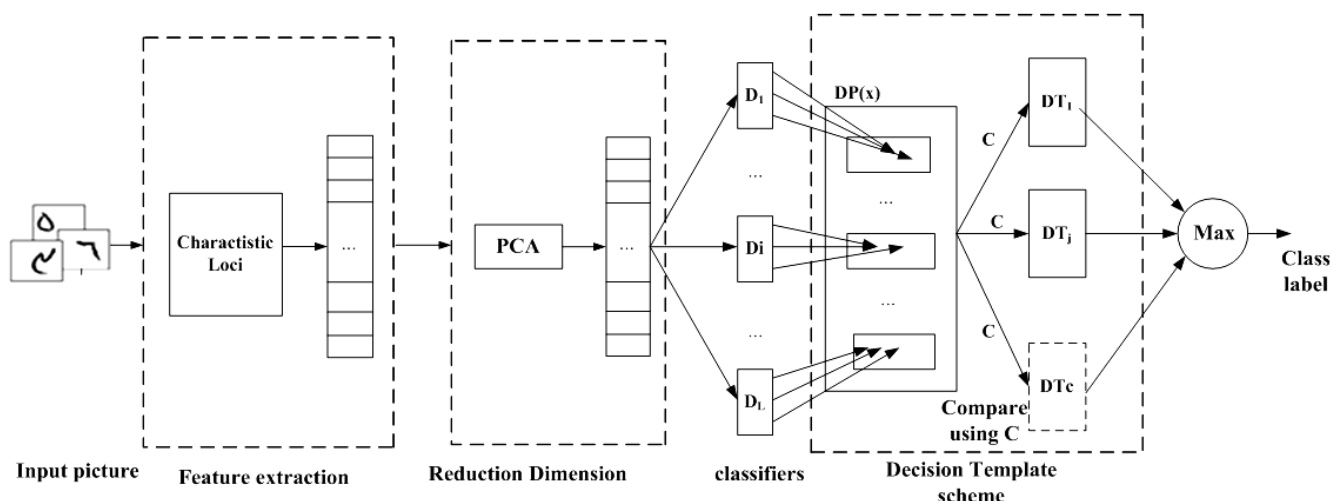 Input picture
Charactistic
Loci
...
Feature extraction
PCA
...
Reduction Dimension
D1
...
Di
...
DL
classifiers
DP(x)
...
...
C
C
C
Compare
using C
DT1
DTj
DTc
Decision Template
scheme
Max
Class
label